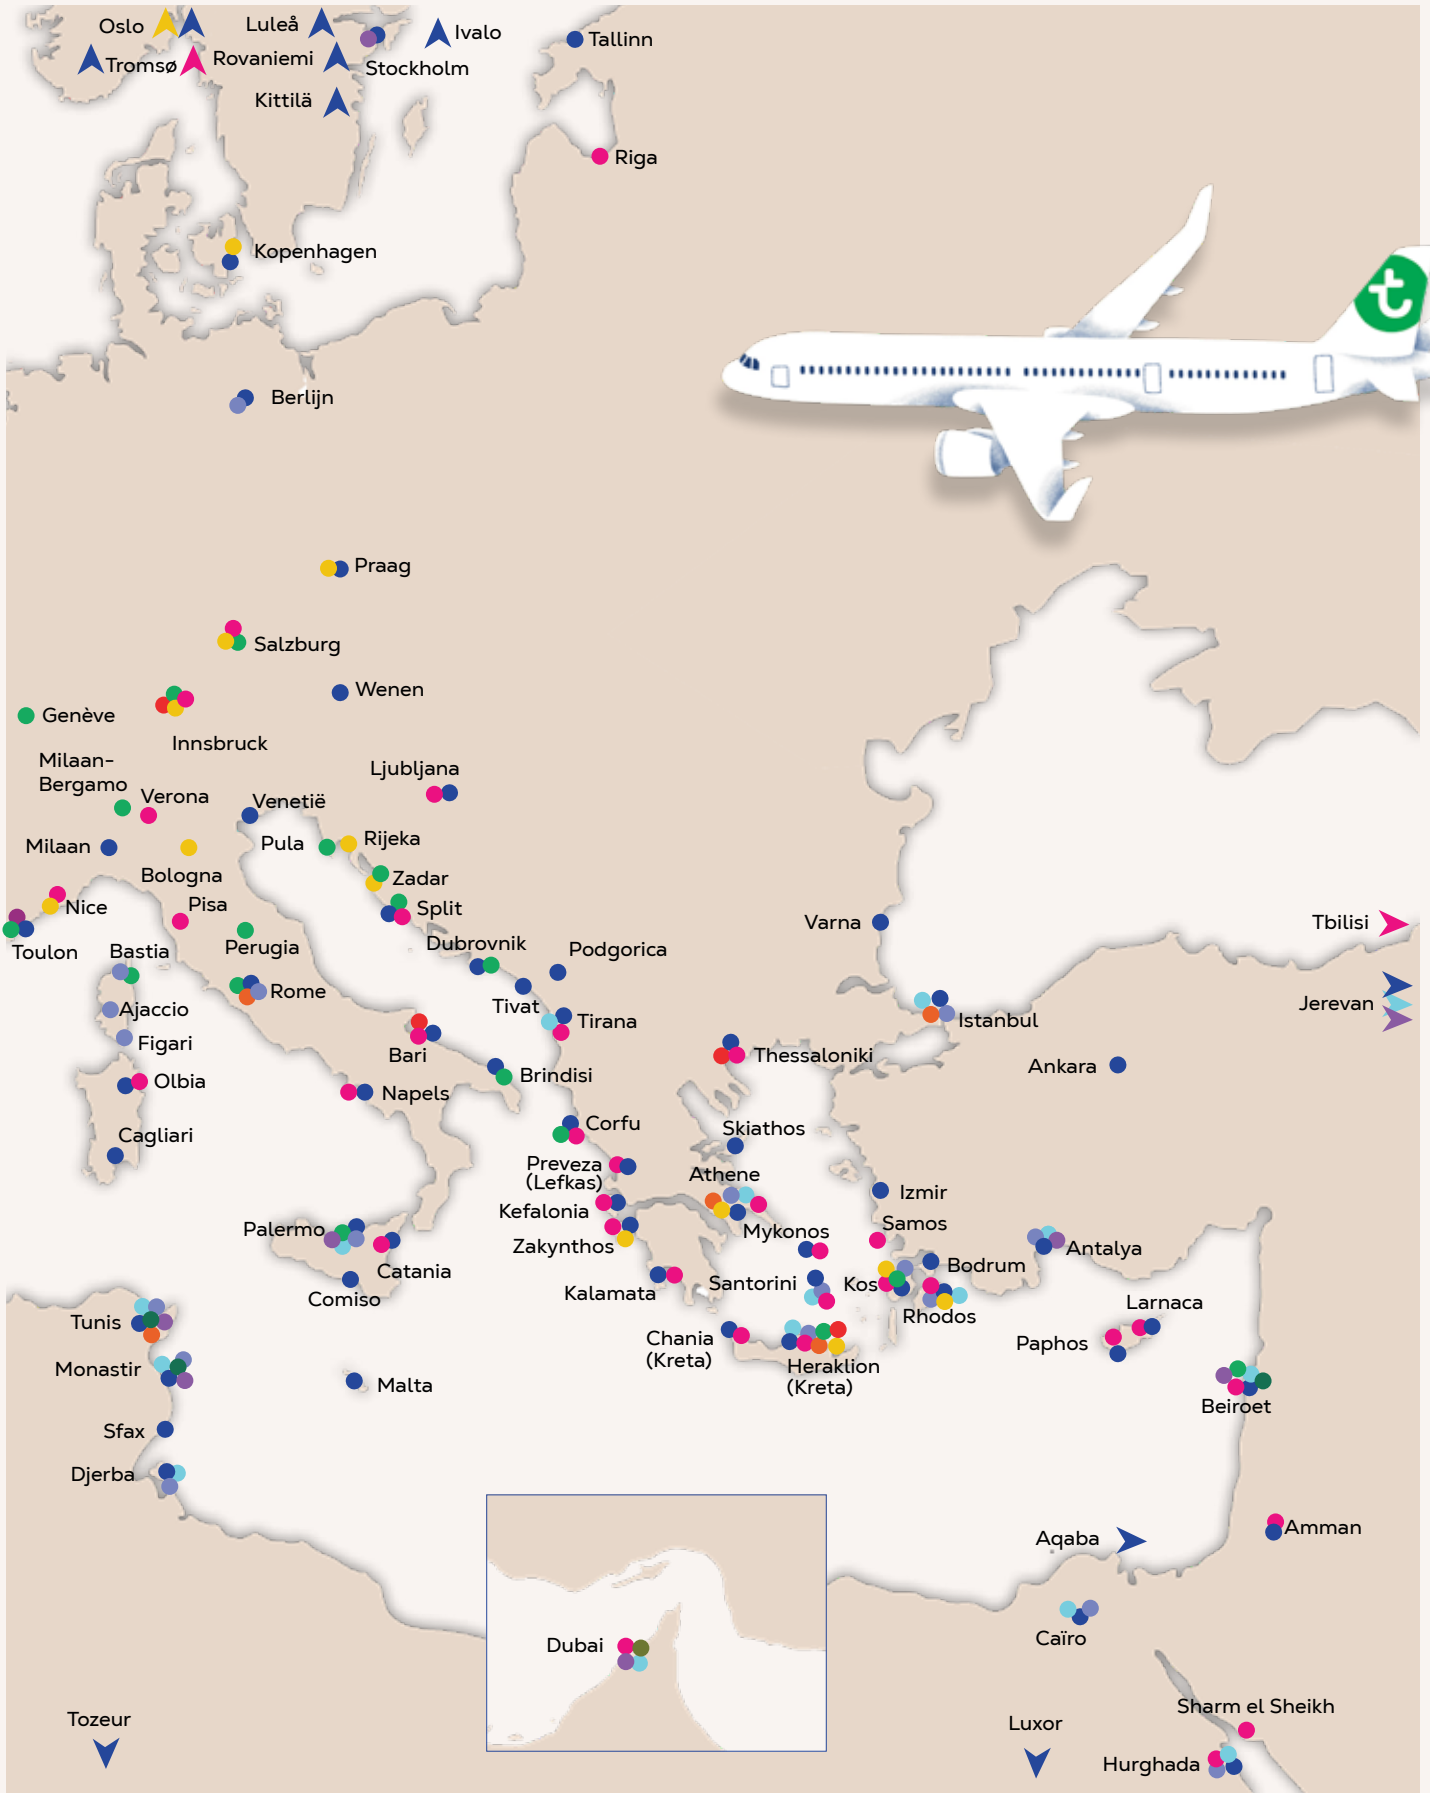 Oslo
Luleå
Ivalo
Tallinn
Tromsø
Rovaniemi
Stockholm
Kittilä
Riga
Kopenhagen
t
Berlijn
Praag
Salzburg
Wenen
Genève
Innsbruck
Milaan-
Bergamo
Ljubljana
Verona
Venetië
Milaan
Pula
Rijeka
Bologna
Zadar
Nice
Pisa
Split
Varna
Tbilisi
Toulon
Bastia
Perugia
Dubrovnik
Podgorica
Rome
Jerevan
Ajaccio
Tivat
Tirana
Istanbul
Figari
Bari
Thessaloniki
Ankara
Olbia
Napels
Brindisi
Cagliari
Corfu
Skiathos
Preveza
(Lefkas)
Athene
Izmir
Kefalonia
Samos
Palermo
Zakynthos
Mykonos
Antalya
Catania
Bodrum
Comiso
Kalamata
Santorini
Kos
Larnaca
Tunis
Rhodos
Chania
(Kreta)
Paphos
Monastir
Heraklion
(Kreta)
Malta
Beiroet
Sfax
Djerba
Amman
Aqaba
Caïro
Dubai
Sharm el Sheikh
Tozeur
Luxor
Hurghada